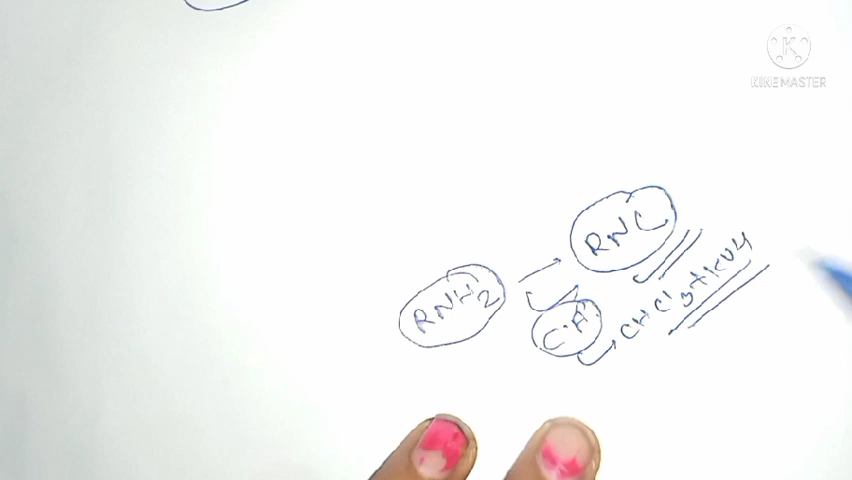 K
KINEMASTER
RNC
RNH2
C.A.
CHCl3+KOH